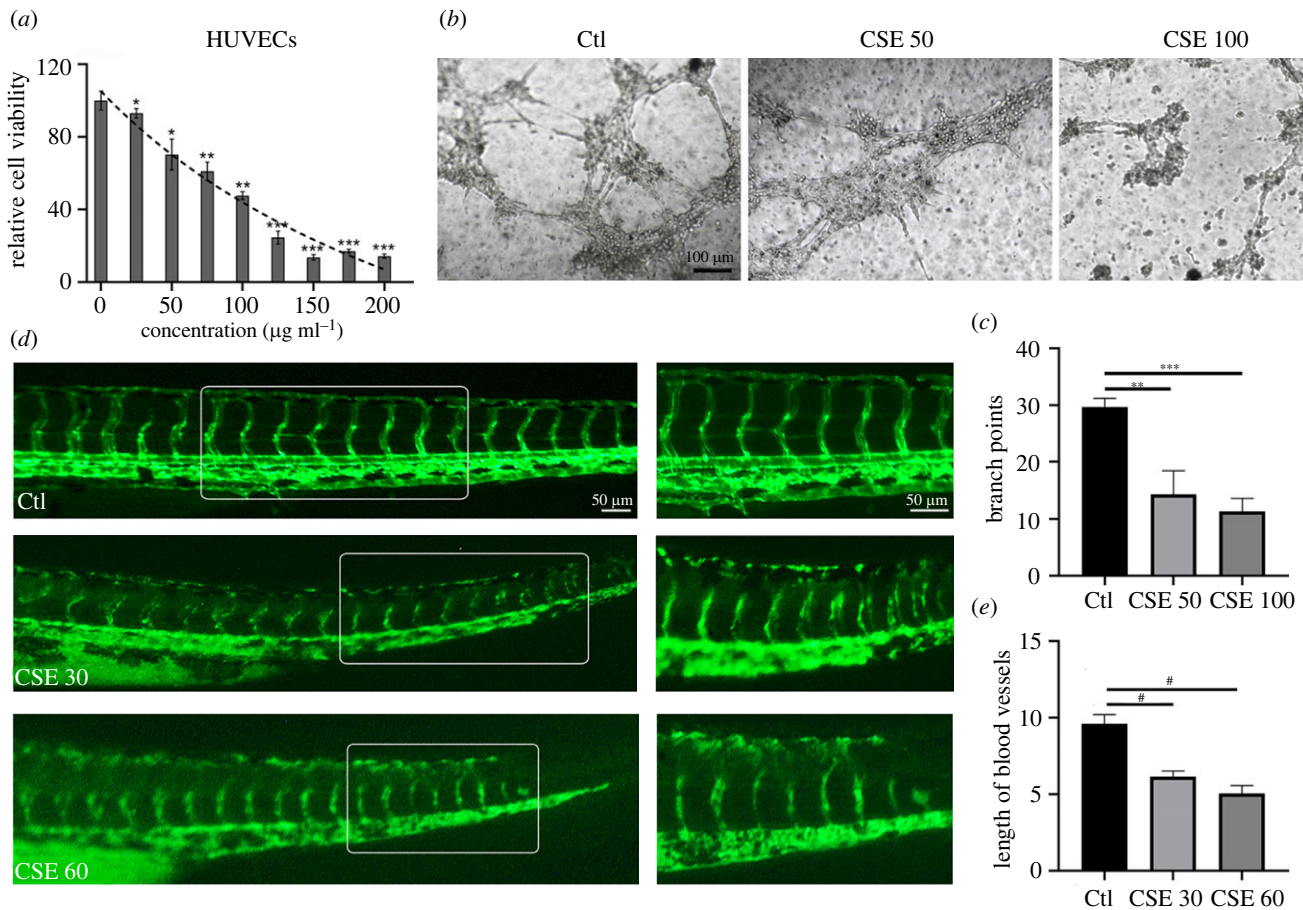 (a)
HUVECs
120
80
40
0
relative cell viability
*
*
**
**
***
***
***
***
0 50 100 150 200
concentration (µg ml–1)
(b)
Ctl CSE 50 CSE 100
100 µm
(d)
Ctl
50 µm
50 µm
CSE 30
CSE 60
(c)
40
30
20
10
0
branch points
***
**
Ctl CSE 50 CSE 100
(e)
15
10
5
0
length of blood vessels
#
#
Ctl CSE 30 CSE 60